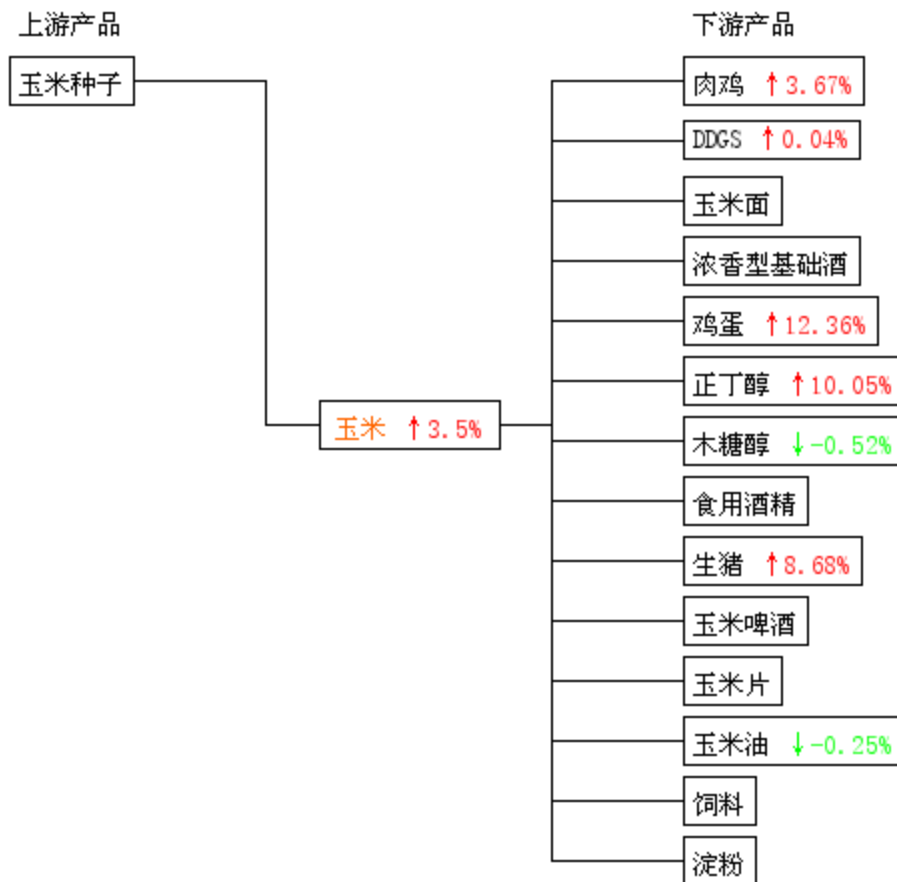 上游产品
下游产品
玉米种子
玉米 ↑3.5%
肉鸡 ↑3.67%
DDGS ↑0.04%
玉米面
浓香型基础酒
鸡蛋 ↑12.36%
正丁醇 ↑10.05%
木糖醇 ↓-0.52%
食用酒精
生猪 ↑8.68%
玉米啤酒
玉米片
玉米油 ↓-0.25%
饲料
淀粉